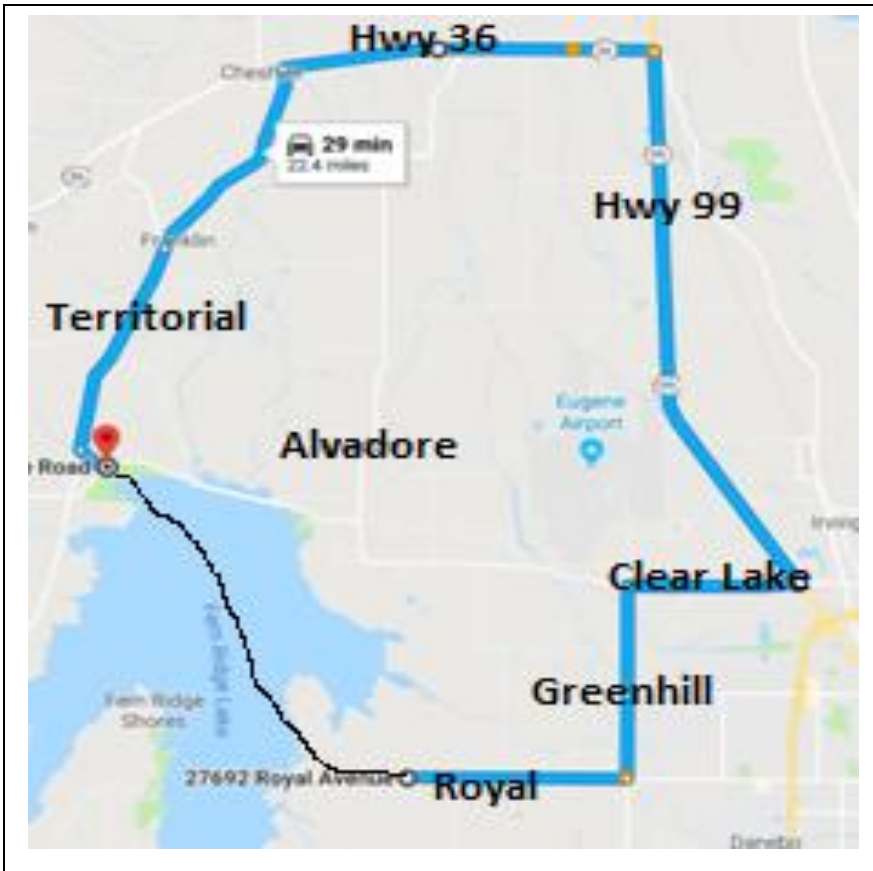 Hwy 36
Cheshire
29 min
22.4 miles
Hwy 99
Franklin
Territorial
Eugene
Airport
Alvadore
Road
Clear Lake
Fern Ridge Lake
Greenhill
Fern Ridge
Shores
27692 Royal Avenue
Royal
Danebo